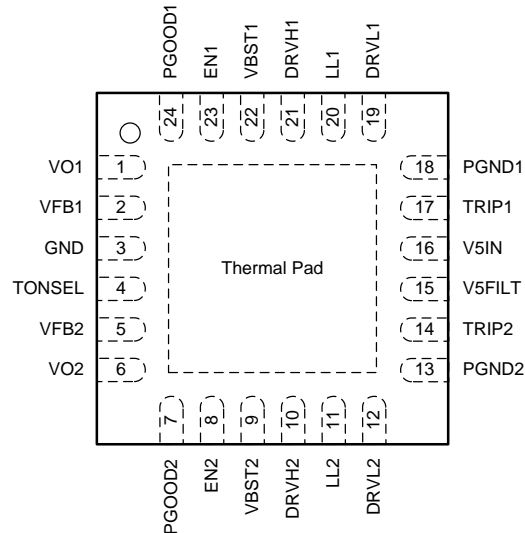 PGOOD1
EN1
VBST1
DRVH1
LL1
DRVL1
24
23
22
21
20
19
VO1 1
VFB1 2
GND 3
TONSEL 4
VFB2 5
VO2 6
Thermal Pad
18 PGND1
17 TRIP1
16 V5IN
15 V5FILT
14 TRIP2
13 PGND2
7
8
9
10
11
12
PGOOD2
EN2
VBST2
DRVH2
LL2
DRVL2